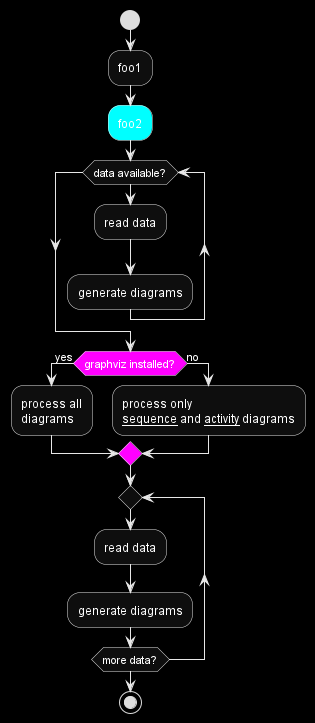 foo1
foo2
data available?
read data
generate diagrams
yes
graphviz installed?
no
process all
diagrams
process only
sequence and activity diagrams
read data
generate diagrams
more data?